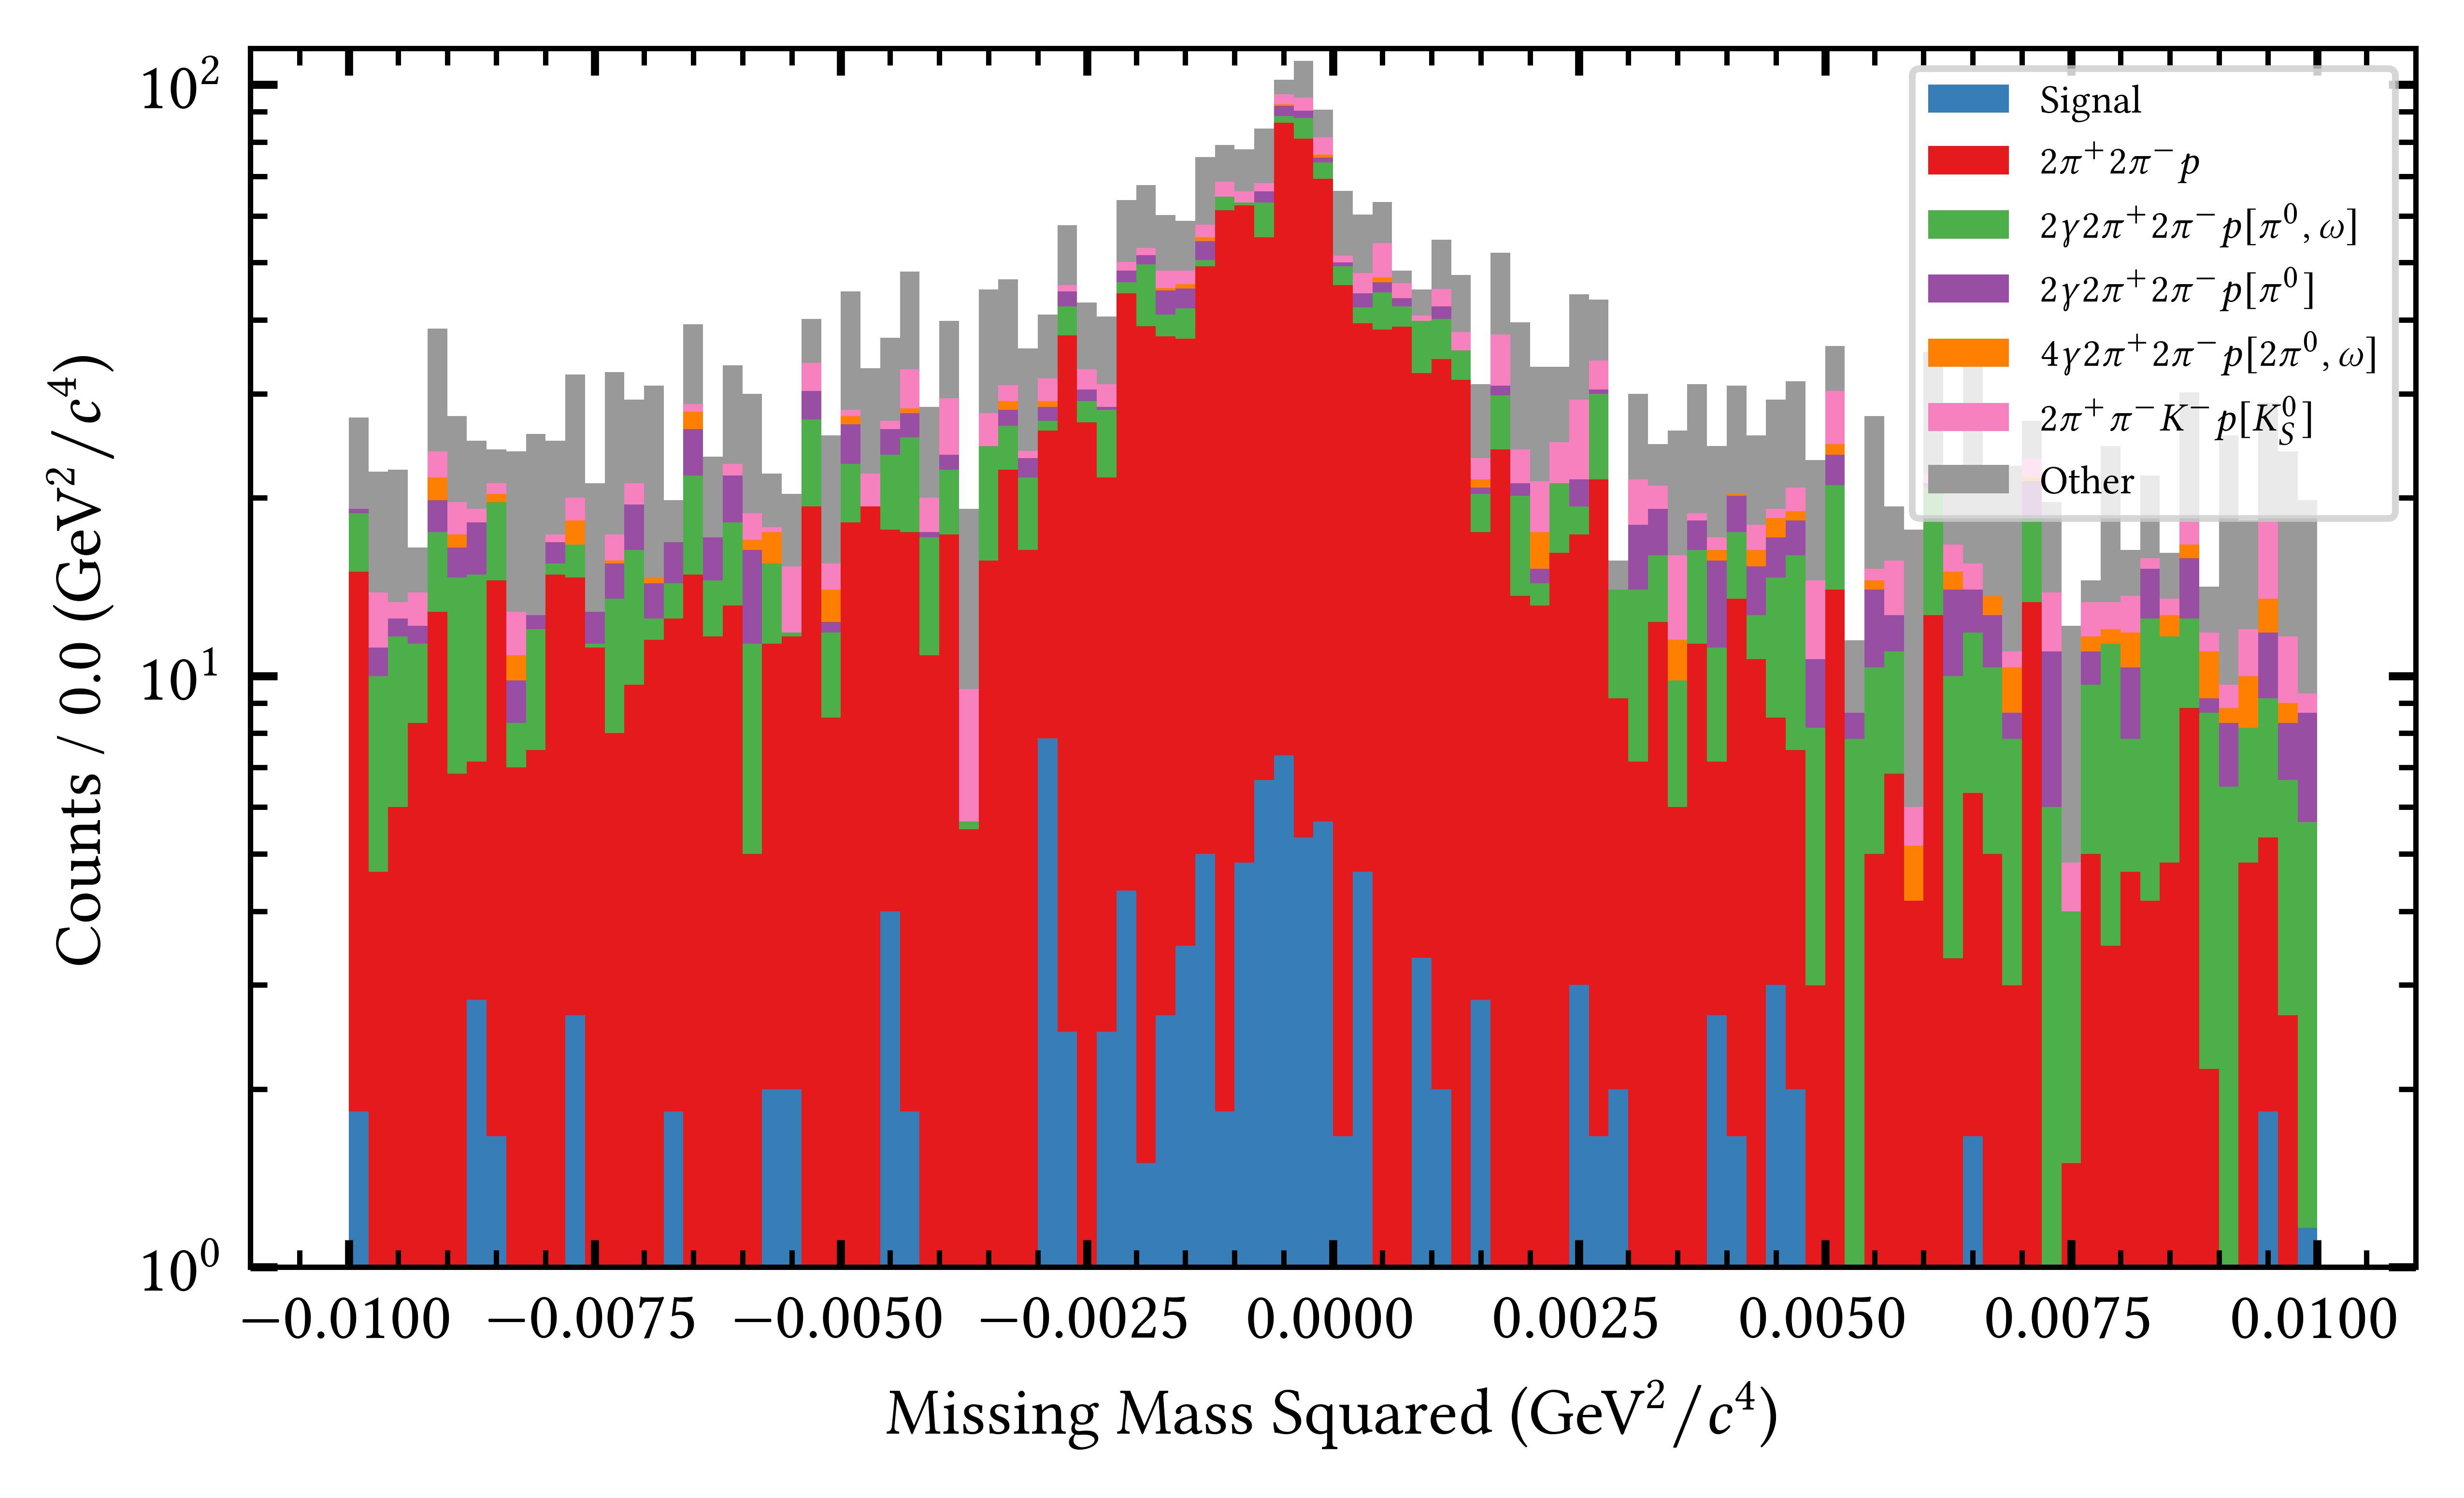 Counts / 0.0 (GeV²/c⁴)
10²
10¹
10⁰
Signal
2π⁺2π⁻p
2γ2π⁺2π⁻p[π⁰, ω]
2γ2π⁺2π⁻p[π⁰]
4γ2π⁺2π⁻p[2π⁰, ω]
2π⁺π⁻K⁻p[K⁰_S]
Other
−0.0100 −0.0075 −0.0050 −0.0025 0.0000 0.0025 0.0050 0.0075 0.0100
Missing Mass Squared (GeV²/c⁴)